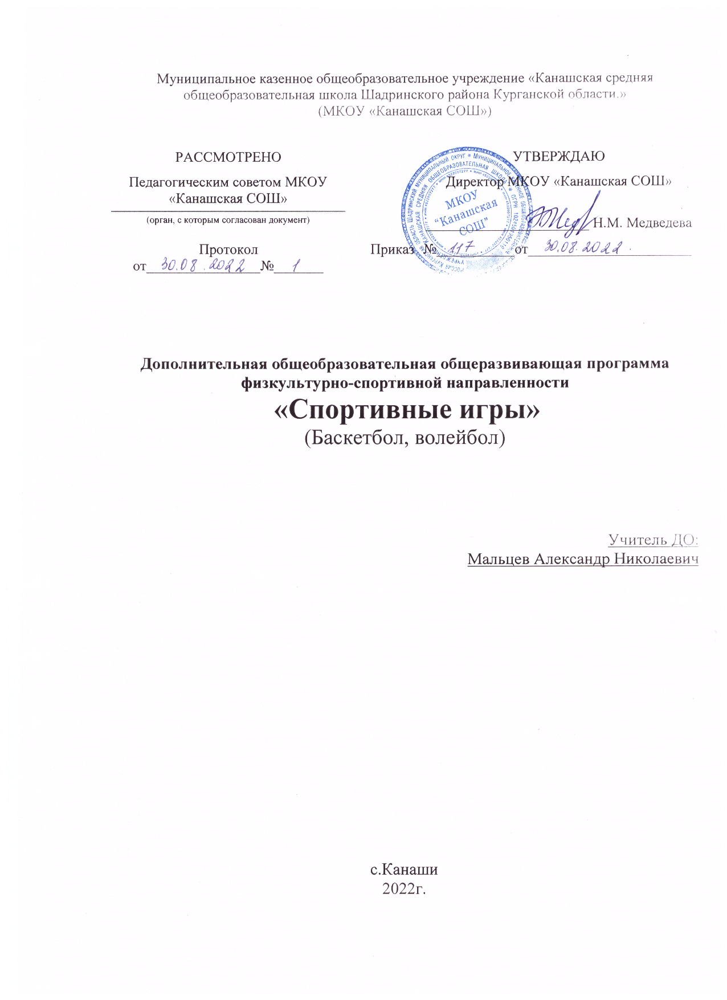 Муниципальное казенное общеобразовательное учреждение «Канашская средняя
общеобразовательная школа Шадринского района Курганской области.»
(МКОУ «Канашская СОШ»)
РАССМОТРЕНО
Педагогическим советом МКОУ
«Канашская СОШ»
(орган, с которым согласован документ)
Протокол
от 30.08.2022 № 1
УТВЕРЖДАЮ
Директор МКОУ «Канашская СОШ»
Н.М. Медведева
Приказ № 117 от 30.08.2022
МКОУ
“Канашская
СОШ”
Дополнительная общеобразовательная общеразвивающая программа
физкультурно-спортивной направленности
«Спортивные игры»
(Баскетбол, волейбол)
Учитель ДО:
Мальцев Александр Николаевич
с.Канаши
2022г.